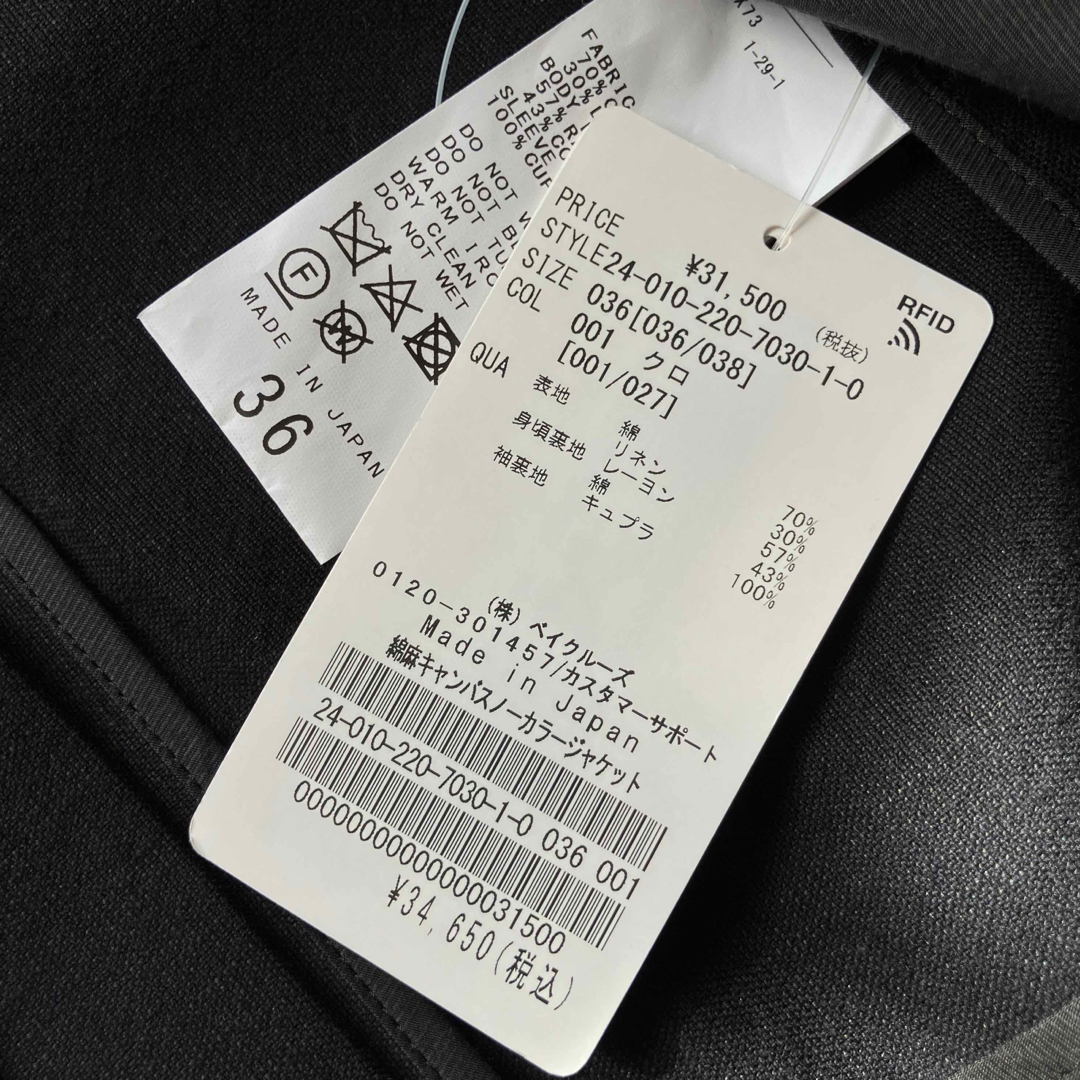 K73
1-29-1
FABRIC
70%
30%
BODY
57%
43%
SLEEVE
100%
DO NOT
DO NOT
DO NOT
WARM
DRY CLEAN
DO NOT WET
F
W
MADE IN JAPAN
36
RFID
PRICE ¥31,500 (税抜)
STYLE24-010-220-7030-1-0
SIZE 036[036/038]
COL 001 クロ
[001/027]
QUA 表地 綿 70%
リネン 30%
身頃裏地 レーヨン 57%
綿 43%
袖裏地 キュプラ 100%
(株) ベイクルーズ
0120-301457/カスタマーサポート
Made in Japan
綿麻キャンバスノーカラージャケット
24-010-220-7030-1-0 036 001
¥34,650(税込)